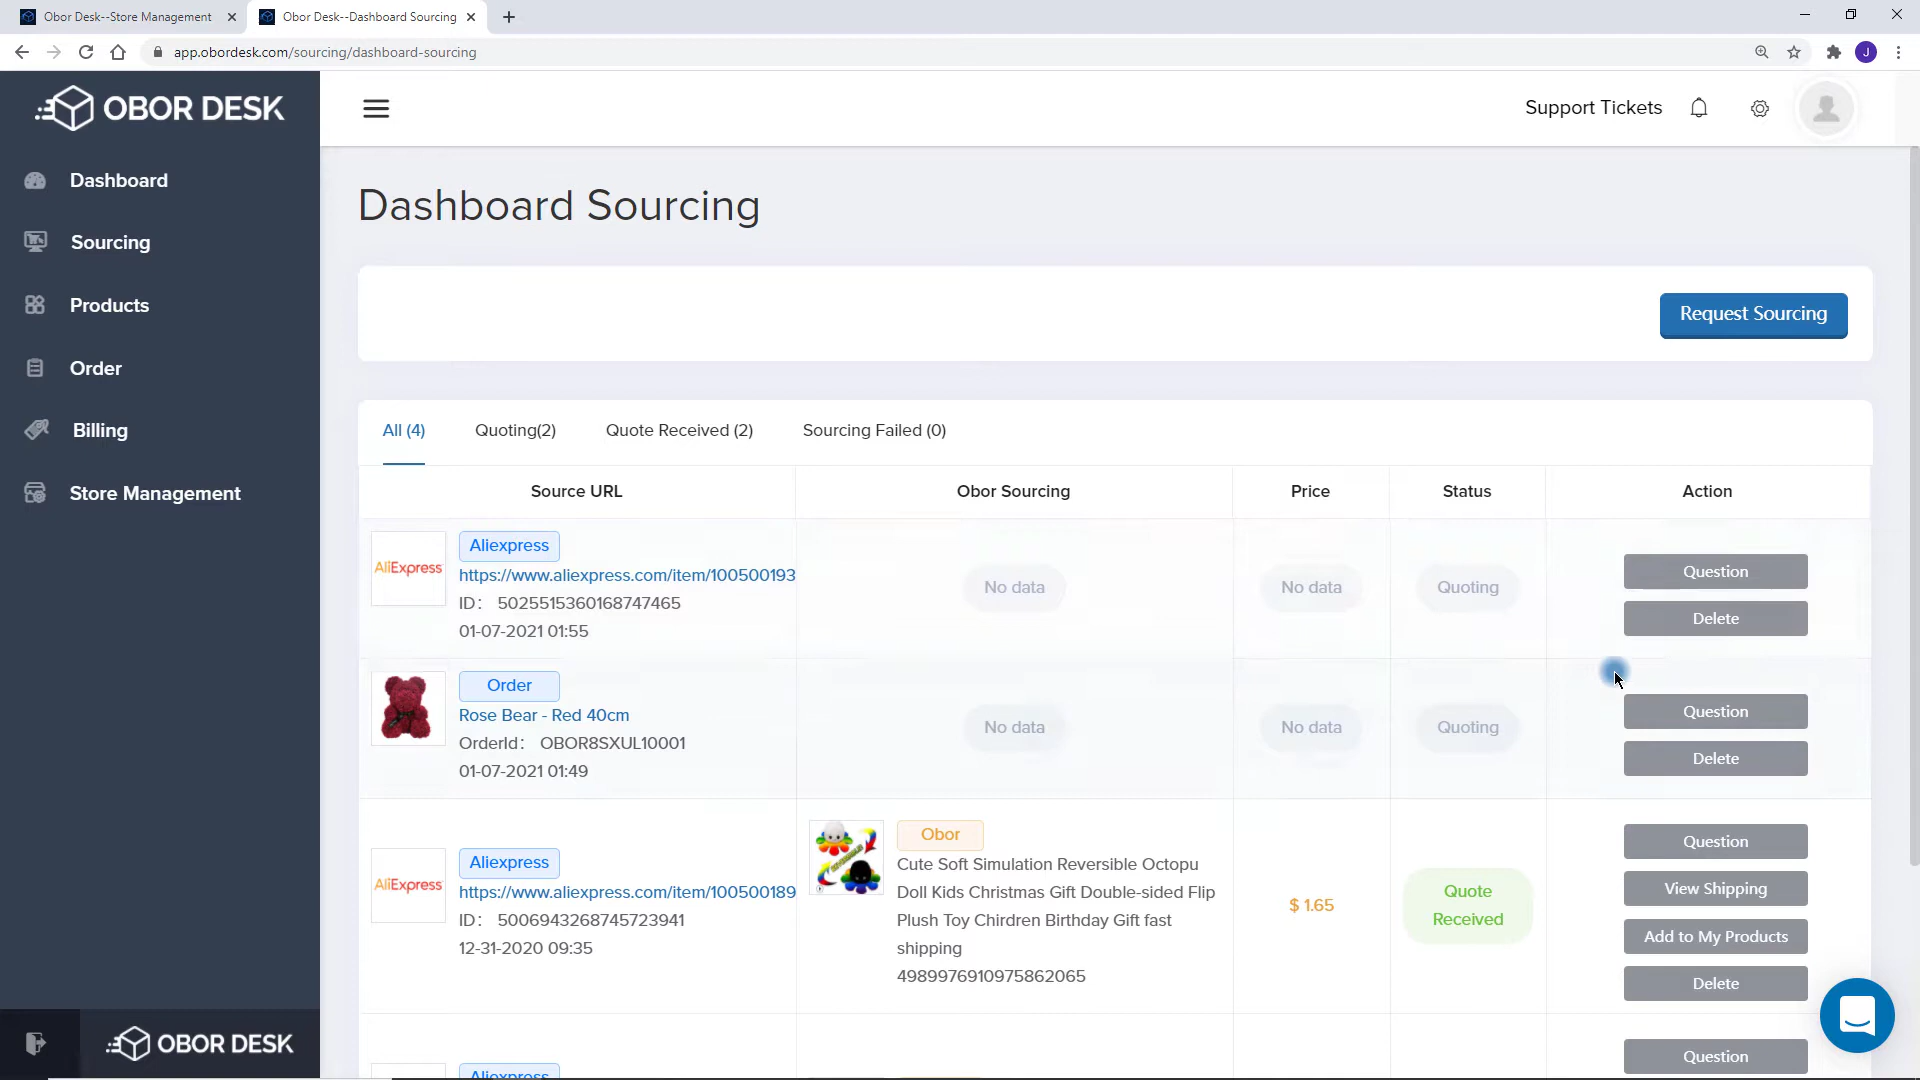 Obor Desk--Store Management
Obor Desk--Dashboard Sourcing
app.obordesk.com/sourcing/dashboard-sourcing
J
OBOR DESK
Support Tickets
Dashboard
Sourcing
Products
Order
Billing
Store Management
OBOR DESK
Dashboard Sourcing
Request Sourcing
All (4) Quoting(2) Quote Received (2) Sourcing Failed (0)
Source URL Obor Sourcing Price Status Action
AliExpress
Aliexpress
https://www.aliexpress.com/item/100500193
ID: 5025515360168747465
01-07-2021 01:55
No data
No data
Quoting
Question
Delete
Order
Rose Bear - Red 40cm
OrderId: OBOR8SXUL10001
01-07-2021 01:49
No data
No data
Quoting
Question
Delete
AliExpress
Aliexpress
https://www.aliexpress.com/item/100500189
ID: 5006943268745723941
12-31-2020 09:35
Obor
Cute Soft Simulation Reversible Octopu
Doll Kids Christmas Gift Double-sided Flip
Plush Toy Chirdren Birthday Gift fast
shipping
4989976910975862065
$ 1.65
Quote
Received
Question
View Shipping
Add to My Products
Delete
Aliexpress
Question